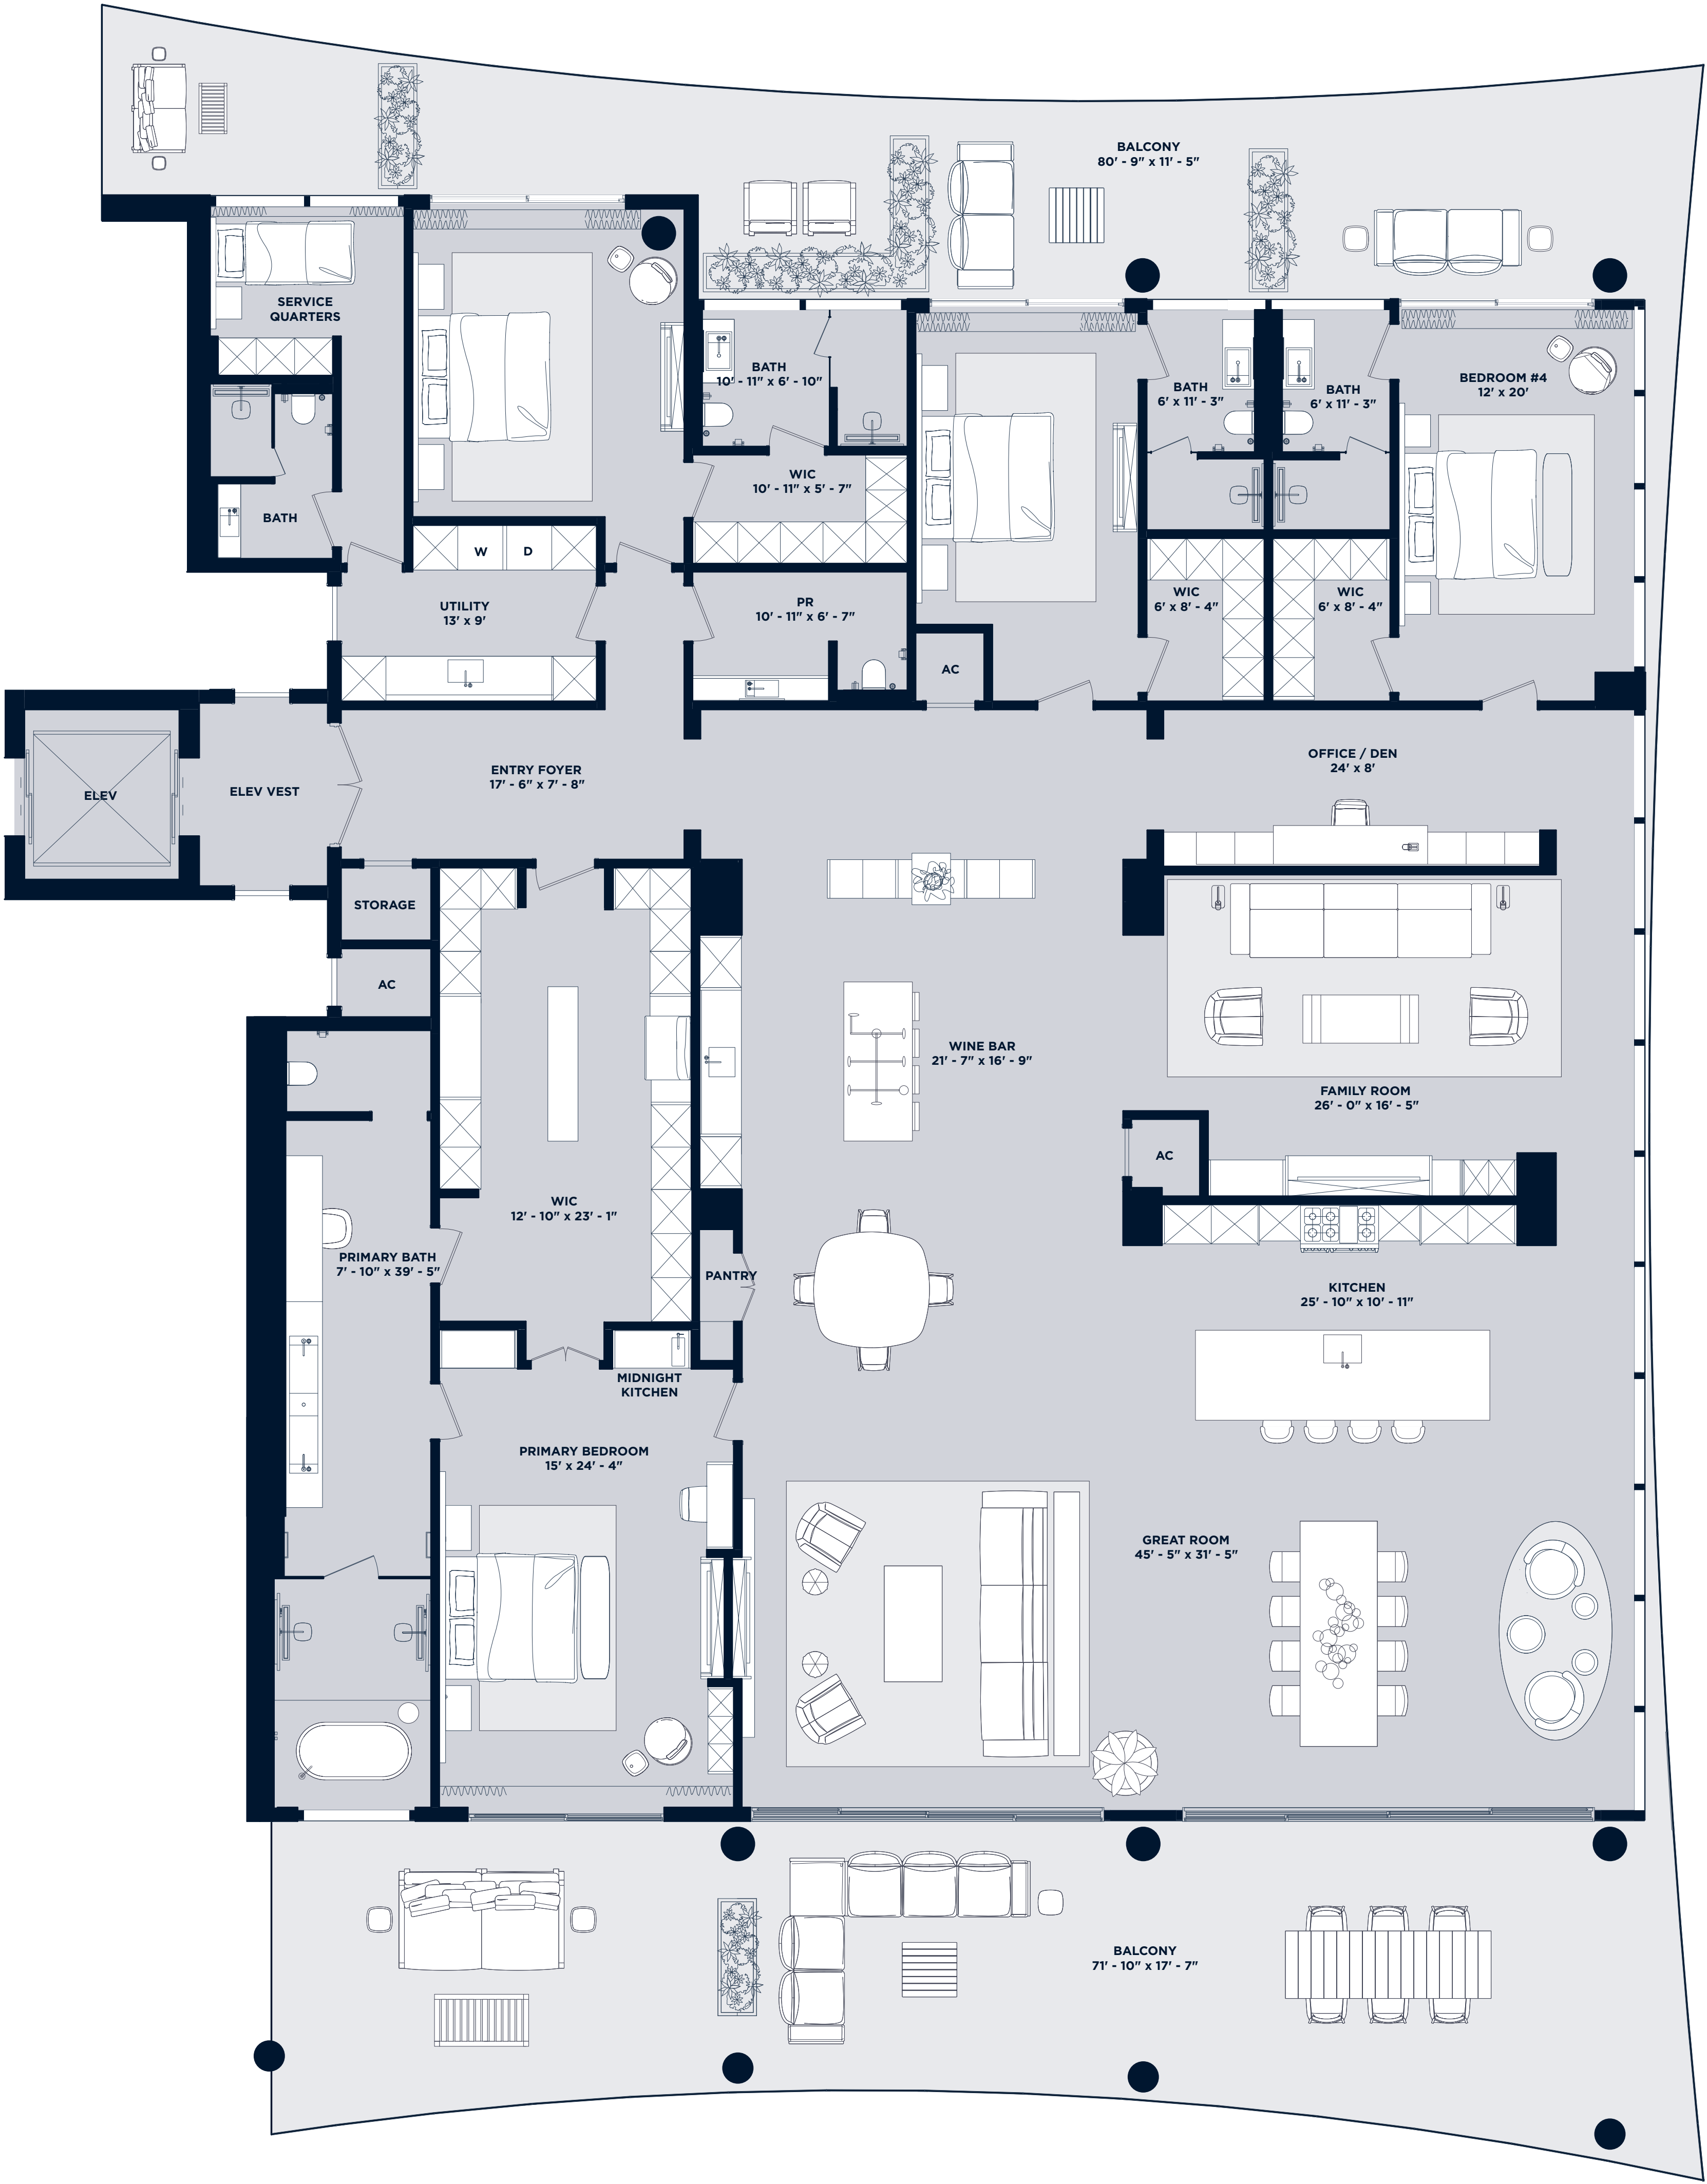 BALCONY
80' - 9" x 11' - 5"
SERVICE
QUARTERS
BATH
10' - 11" x 6' - 10"
BATH
6' x 11' - 3"
BATH
6' x 11' - 3"
BEDROOM #4
12' x 20'
WIC
10' - 11" x 5' - 7"
BATH
W
D
UTILITY
13' x 9'
PR
10' - 11" x 6' - 7"
WIC
6' x 8' - 4"
WIC
6' x 8' - 4"
AC
ELEV
ELEV VEST
ENTRY FOYER
17' - 6" x 7' - 8"
OFFICE / DEN
24' x 8'
STORAGE
AC
WINE BAR
21' - 7" x 16' - 9"
FAMILY ROOM
26' - 0" x 16' - 5"
AC
WIC
12' - 10" x 23' - 1"
PRIMARY BATH
7' - 10" x 39' - 5"
PANTRY
KITCHEN
25' - 10" x 10' - 11"
MIDNIGHT
KITCHEN
PRIMARY BEDROOM
15' x 24' - 4"
GREAT ROOM
45' - 5" x 31' - 5"
BALCONY
71' - 10" x 17' - 7"